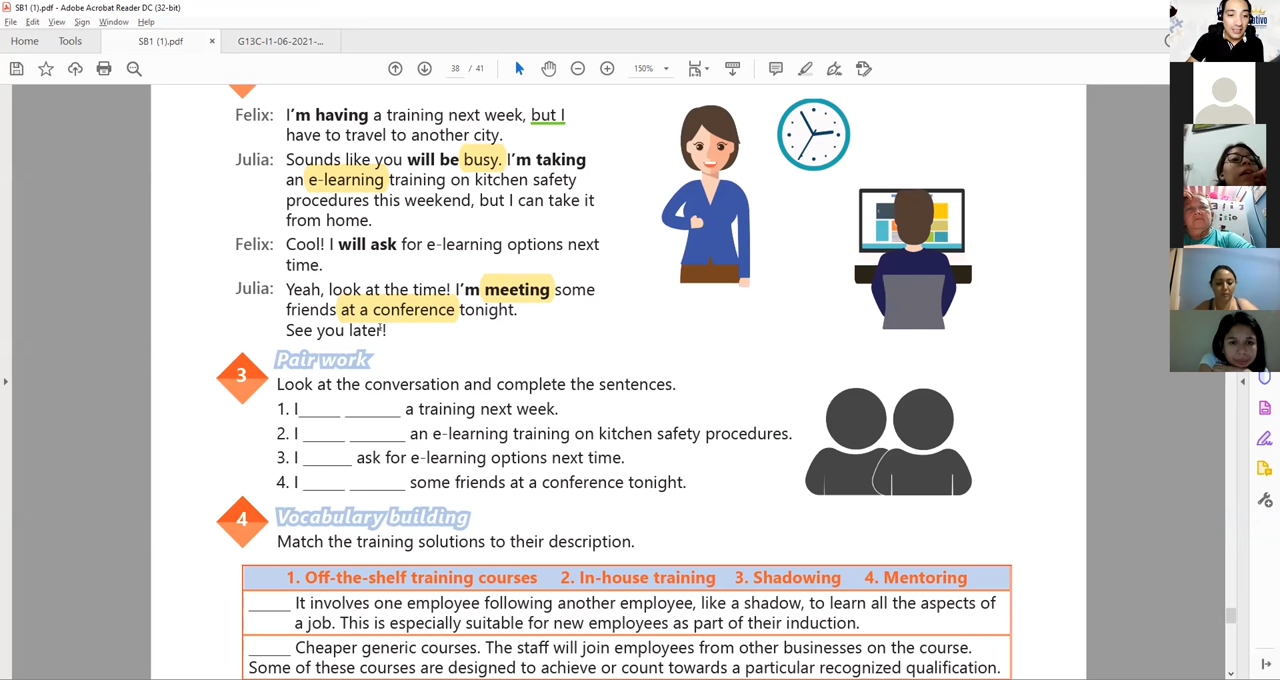 SB1 (1).pdf - Adobe Acrobat Reader DC (32-bit)
File Edit View Sign Window Help
Home Tools SB1 (1).pdf × G13C-I1-06-2021-...
38 / 41 150%
Felix: I'm having a training next week, but I
have to travel to another city.
Julia: Sounds like you will be busy. I'm taking
an e-learning training on kitchen safety
procedures this weekend, but I can take it
from home.
Felix: Cool! I will ask for e-learning options next
time.
Julia: Yeah, look at the time! I'm meeting some
friends at a conference tonight.
See you later!
3 Pair work
Look at the conversation and complete the sentences.
1. I_____ _______ a training next week.
2. I _____ _______ an e-learning training on kitchen safety procedures.
3. I ______ ask for e-learning options next time.
4. I _____ _______ some friends at a conference tonight.
4 Vocabulary building
Match the training solutions to their description.
1. Off-the-shelf training courses 2. In-house training 3. Shadowing 4. Mentoring
_____ It involves one employee following another employee, like a shadow, to learn all the aspects of
a job. This is especially suitable for new employees as part of their induction.
_____ Cheaper generic courses. The staff will join employees from other businesses on the course.
Some of these courses are designed to achieve or count towards a particular recognized qualification.